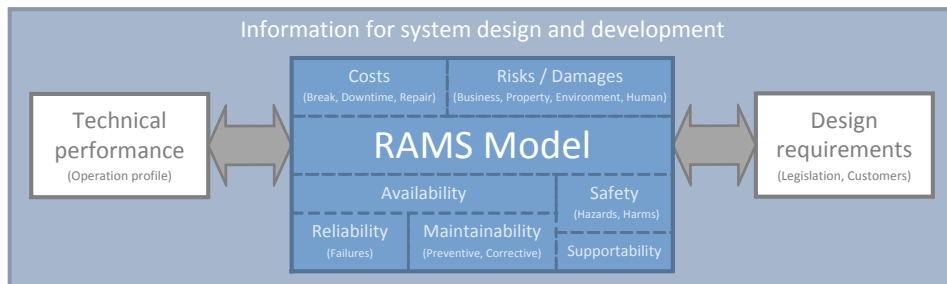 Information for system design and development
Costs
(Break, Downtime, Repair)
Risks / Damages
(Business, Property, Environment, Human)
Technical
performance
(Operation profile)
RAMS Model
Design
requirements
(Legislation, Customers)
Availability
Safety
(Hazards, Harms)
Reliability
(Failures)
Maintainability
(Preventive, Corrective)
Supportability